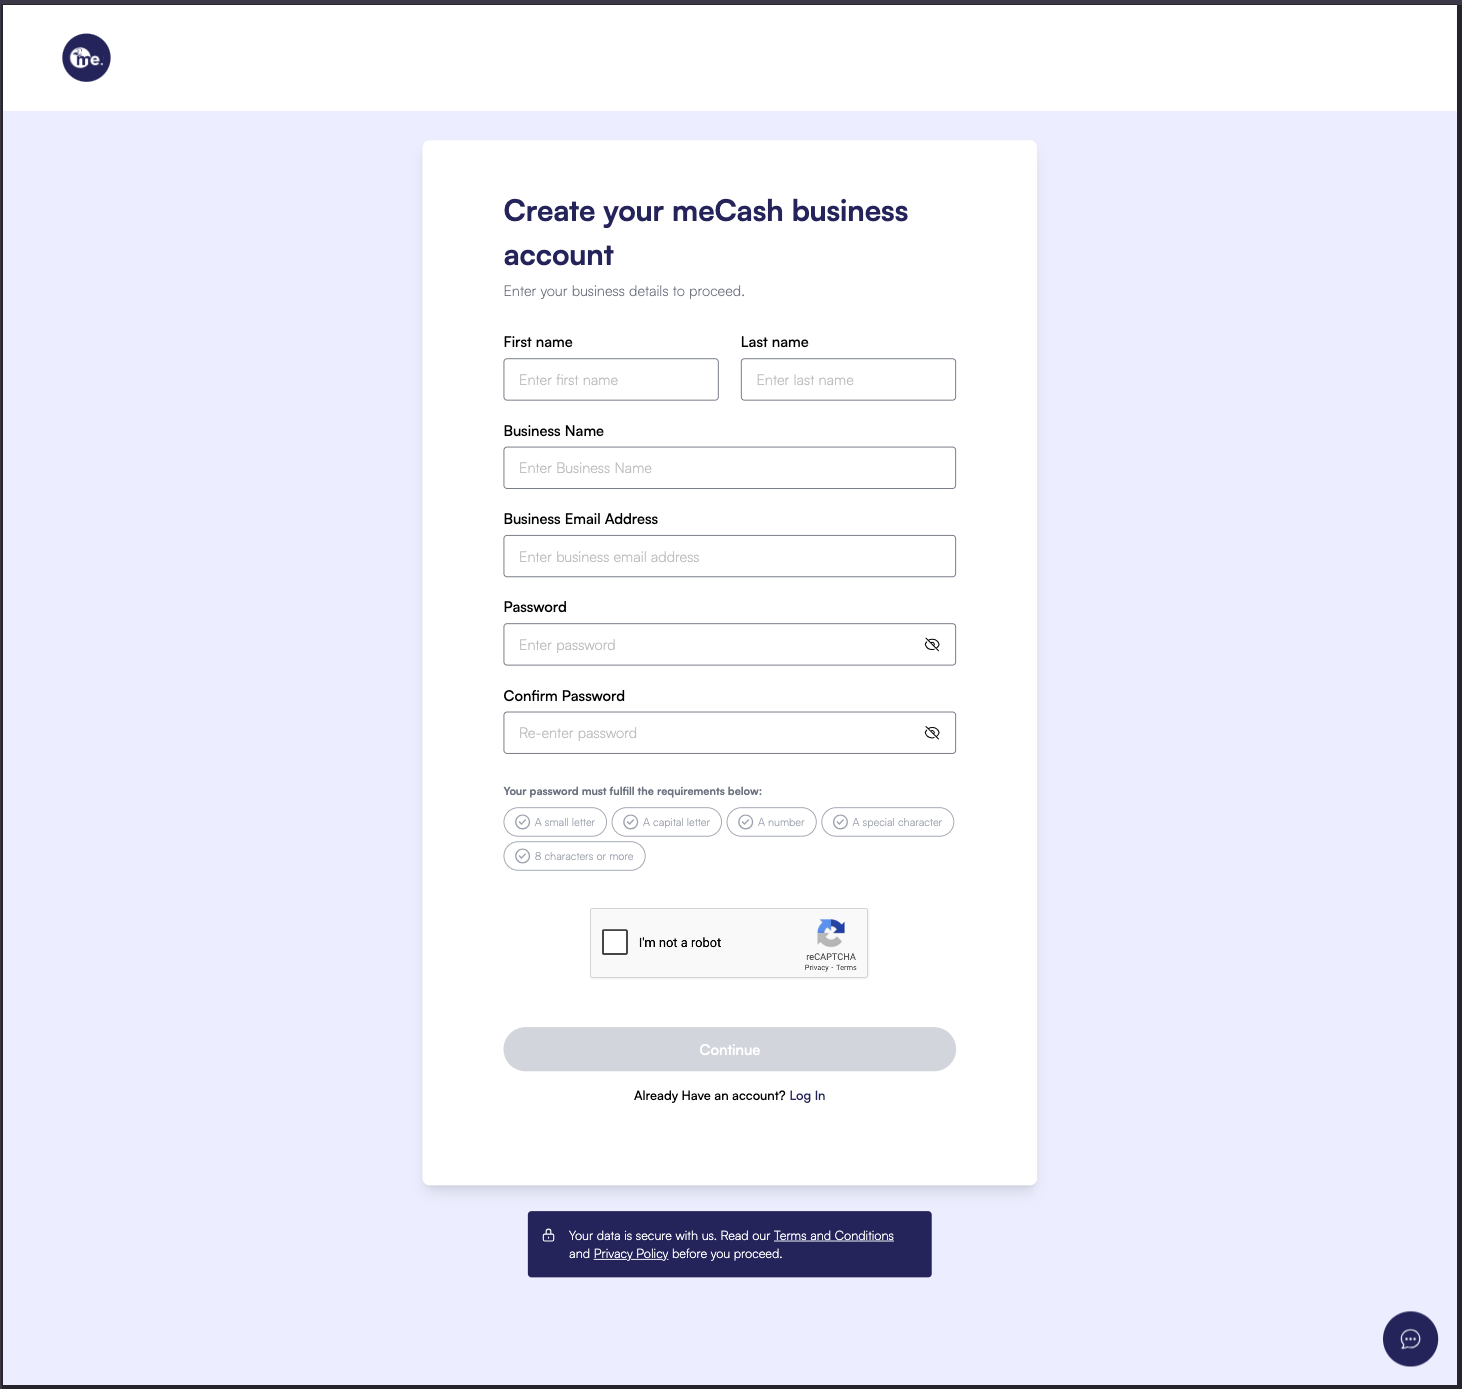 me.
Create your meCash business
account
Enter your business details to proceed.
First name
Last name
Enter first name
Enter last name
Business Name
Enter Business Name
Business Email Address
Enter business email address
Password
Enter password
Confirm Password
Re-enter password
Your password must fulfill the requirements below:
A small letter
A capital letter
A number
A special character
8 characters or more
I'm not a robot
reCAPTCHA
Privacy - Terms
Continue
Already Have an account? Log In
Your data is secure with us. Read our Terms and Conditions
and Privacy Policy before you proceed.